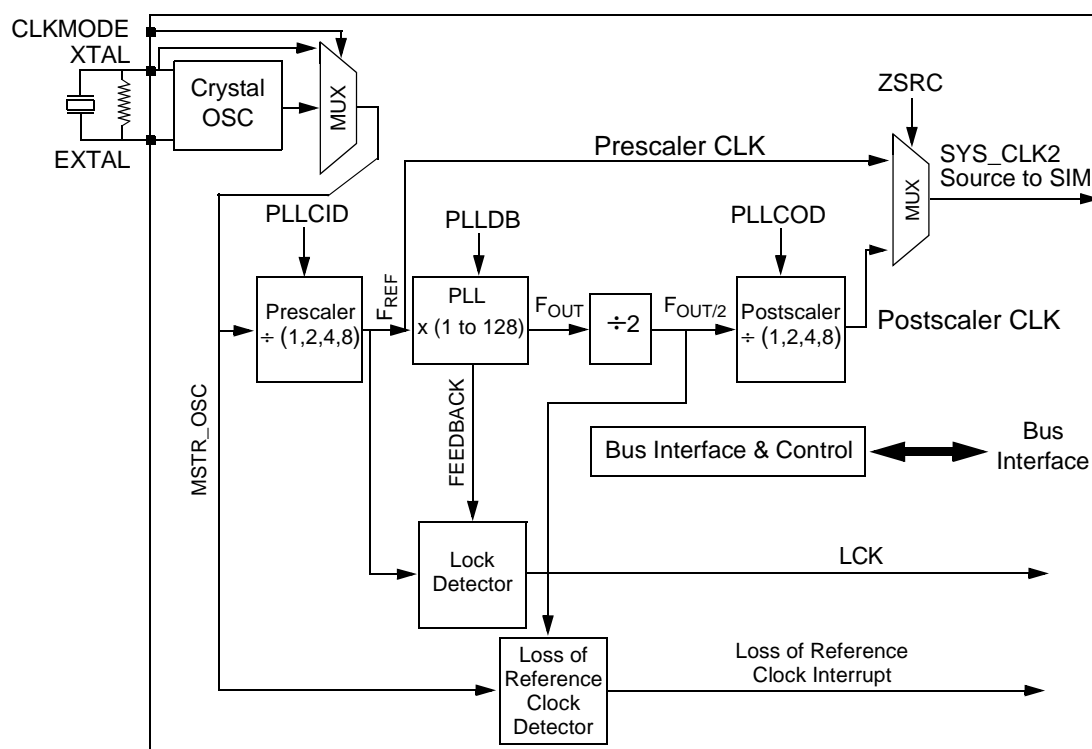 CLKMODE
XTAL
EXTAL
Crystal
OSC
MUX
ZSRC
Prescaler CLK
MUX
SYS_CLK2
Source to SIM
PLLCID
PLLDB
PLLCOD
Prescaler
÷ (1,2,4,8)
FREF
PLL
x (1 to 128)
FOUT
÷2
FOUT/2
Postscaler
÷ (1,2,4,8)
Postscaler CLK
MSTR_OSC
FEEDBACK
Bus Interface & Control
Bus
Interface
Lock
Detector
LCK
Loss of
Reference
Clock
Detector
Loss of Reference
Clock Interrupt